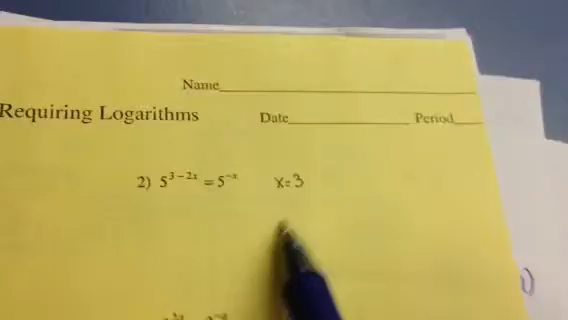 Name
Requiring Logarithms Date Period
2) 5^{3-2x} = 5^{-x} x=3